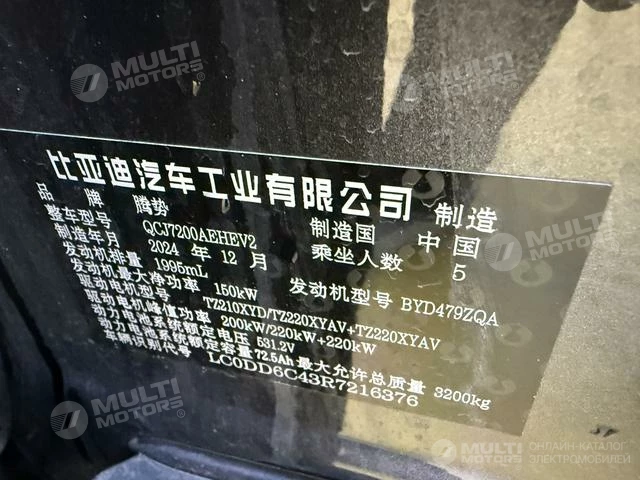 比亚迪汽车工业有限公司 制造
品牌 腾势
整车型号 QCJ7200AEHEV2 制造国 中国
制造年月 2024 年 12 月 乘坐人数 5
发动机排量 1995mL
发动机最大净功率 150kW 发动机型号 BYD479ZQA
驱动电机型号 TZ210XYD/TZ220XYAV+TZ220XYAV
驱动电机峰值功率 200kW/220kW+220kW
动力电池系统额定电压 531.2V
动力电池系统额定容量 72.5Ah 最大允许总质量 3200kg
车辆识别代号 LC0DD6C43R7216376
MULTI MOTORS
MULTI MOTORS
MULTI MOTORS
MULTI MOTORS
MULTI MOTORS
ОНЛАЙН-КАТАЛОГ
ЭЛЕКТРОМОБИЛЕЙ